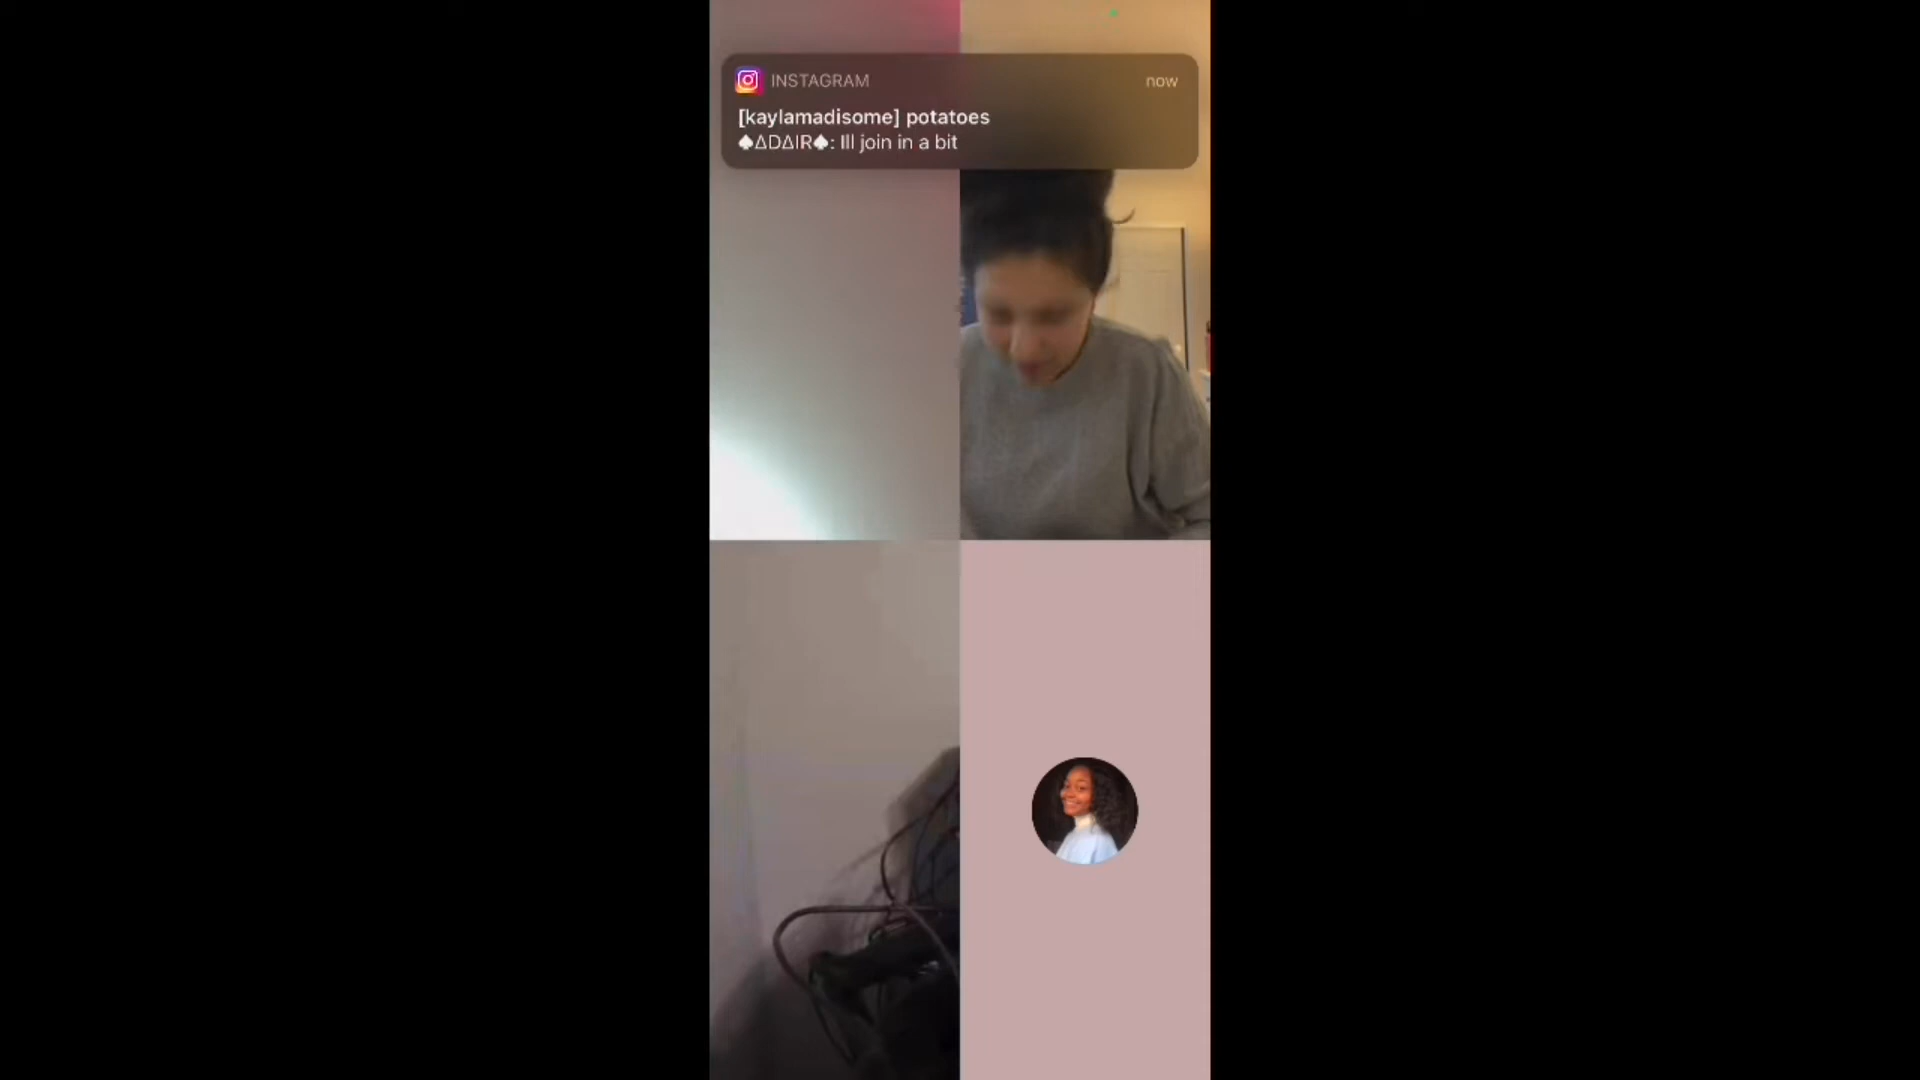 INSTAGRAM now
[kaylamadisome] potatoes
♠ΔDΔIR♠: Ill join in a bit